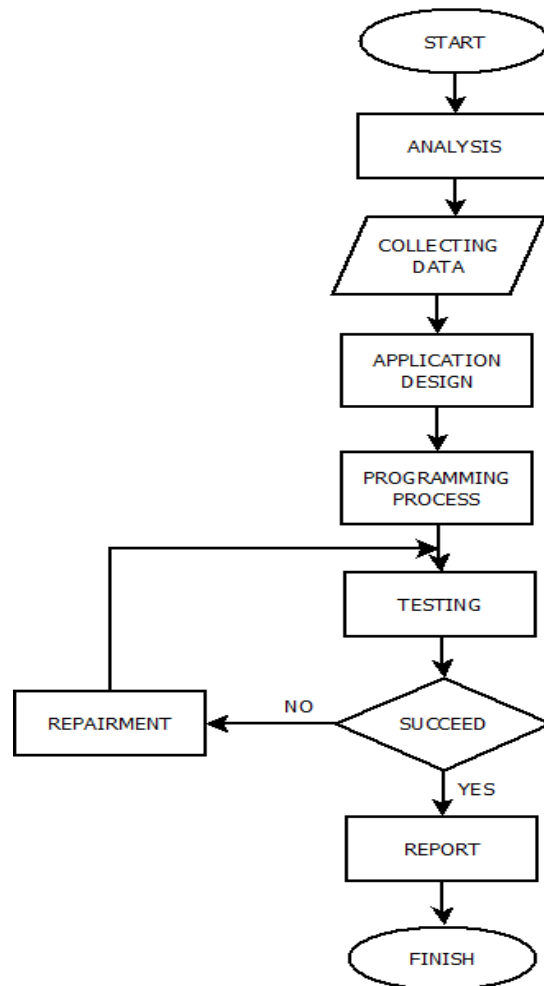 START
ANALYSIS
COLLECTING
DATA
APPLICATION
DESIGN
PROGRAMMING
PROCESS
TESTING
REPAIRMENT
NO
SUCCEED
YES
REPORT
FINISH